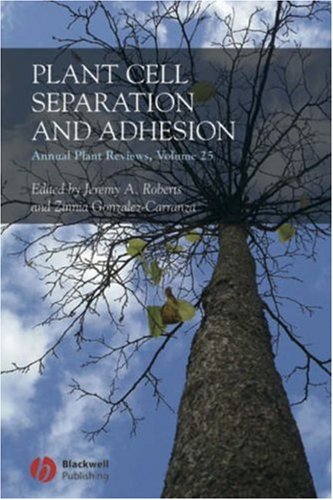 PLANT CELL
SEPARATION
AND ADHESION
Annual Plant Reviews, Volume 25
Edited by Jeremy A. Roberts
and Zinnia Gonzalez-Carranza
Blackwell
Publishing